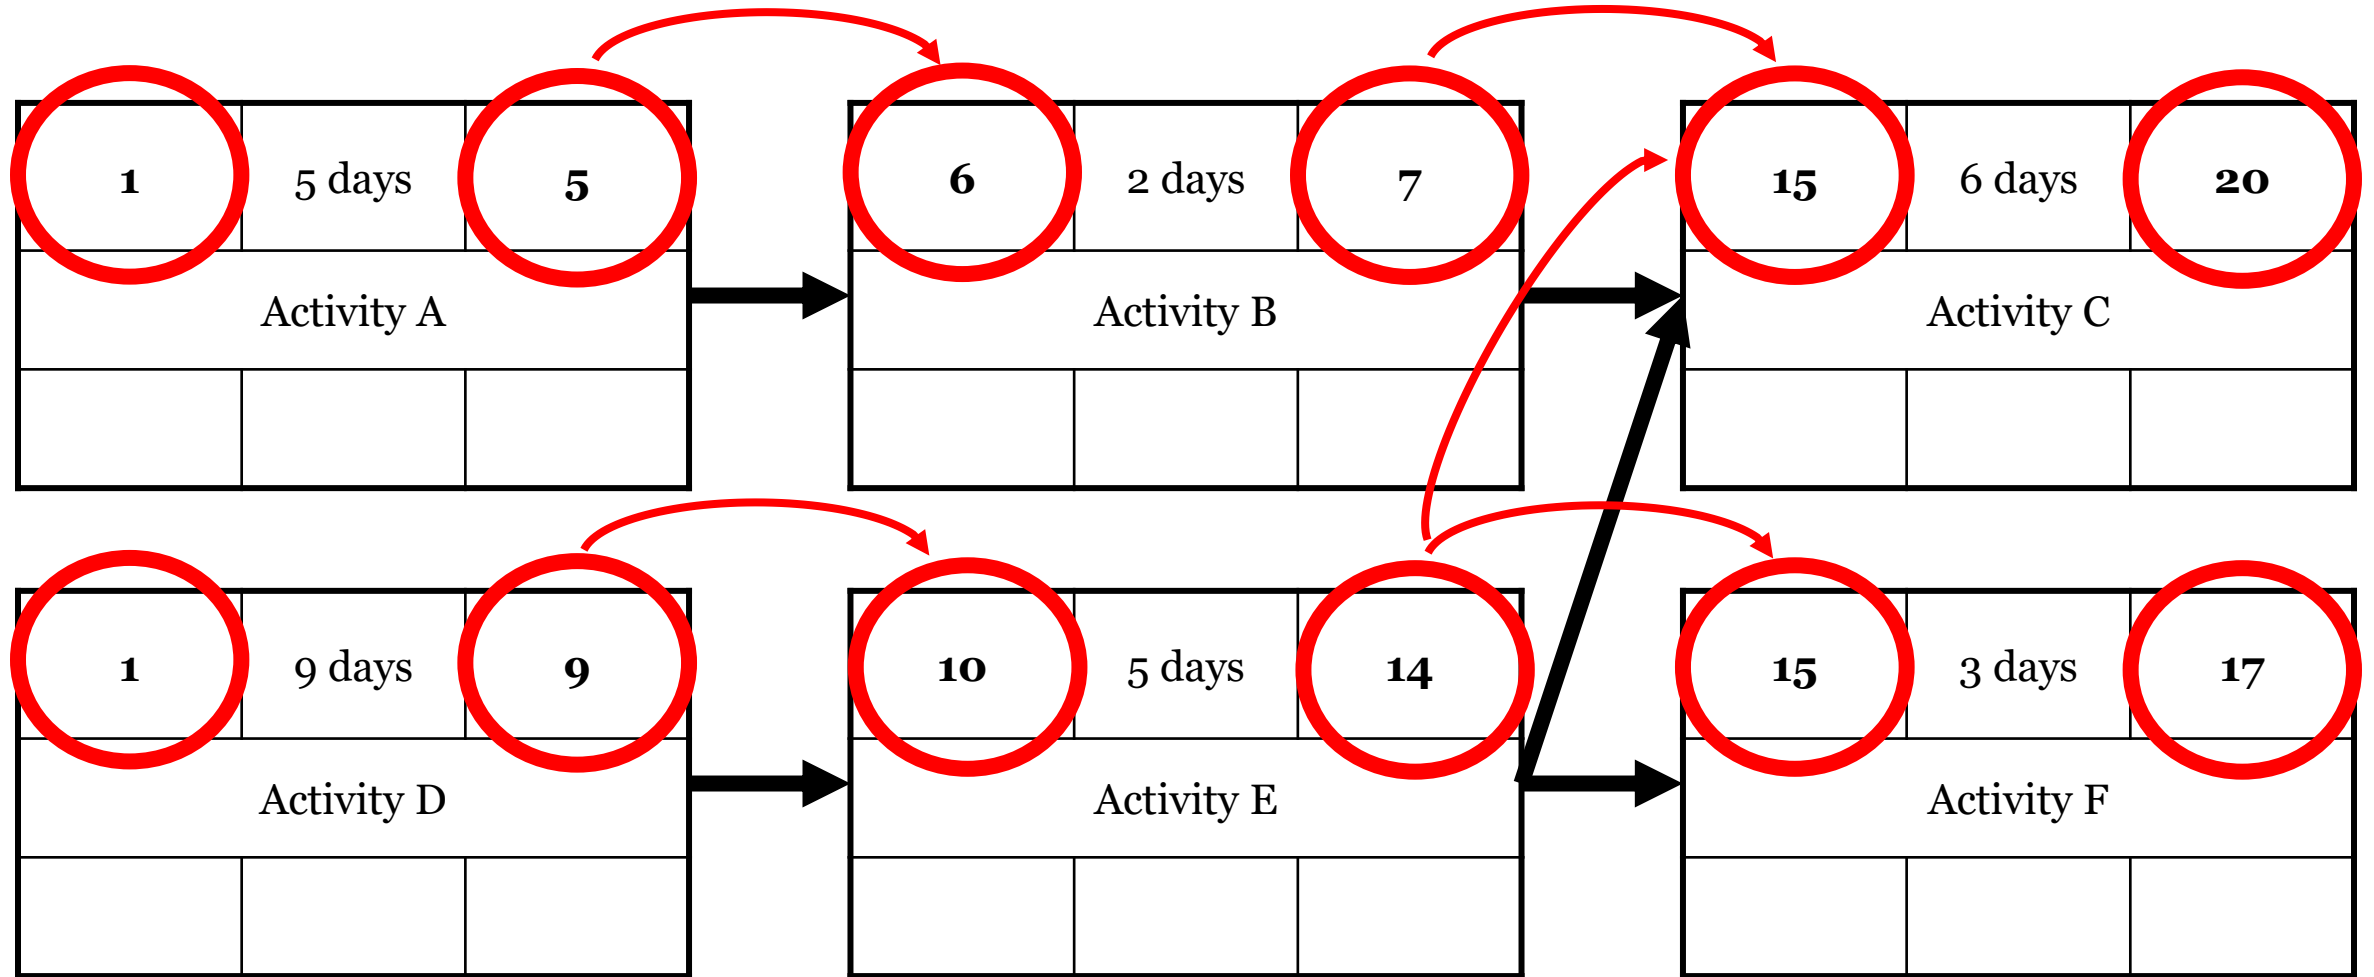 1 5 days 5 6 2 days 7 15 6 days 20
Activity A Activity B Activity C
1 9 days 9 10 5 days 14 15 3 days 17
Activity D Activity E Activity F